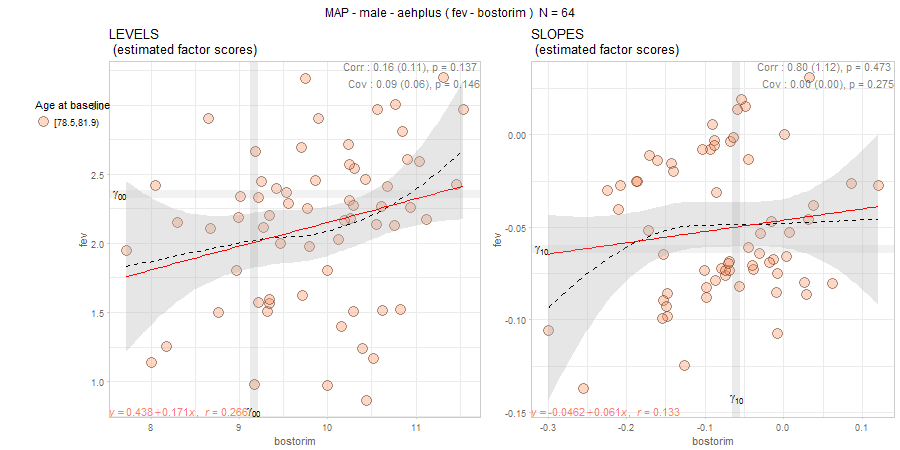 MAP - male - aehplus ( fev - bostorim ) N = 64
LEVELS
(estimated factor scores)
Corr : 0.16 (0.11), p = 0.137
Cov : 0.09 (0.06), p = 0.146
Age at baseline
[78.5,81.9)
2.5
2.0
1.5
1.0
fev
γ00
γ00
y = 0.438+0.171x, r = 0.266
8
9
10
11
bostorim
SLOPES
(estimated factor scores)
Corr : 0.80 (1.12), p = 0.473
Cov : 0.00 (0.00), p = 0.275
0.00
-0.05
-0.10
-0.15
fev
γ10
γ10
y = -0.0462+0.061x, r = 0.133
-0.3
-0.2
-0.1
0.0
0.1
bostorim